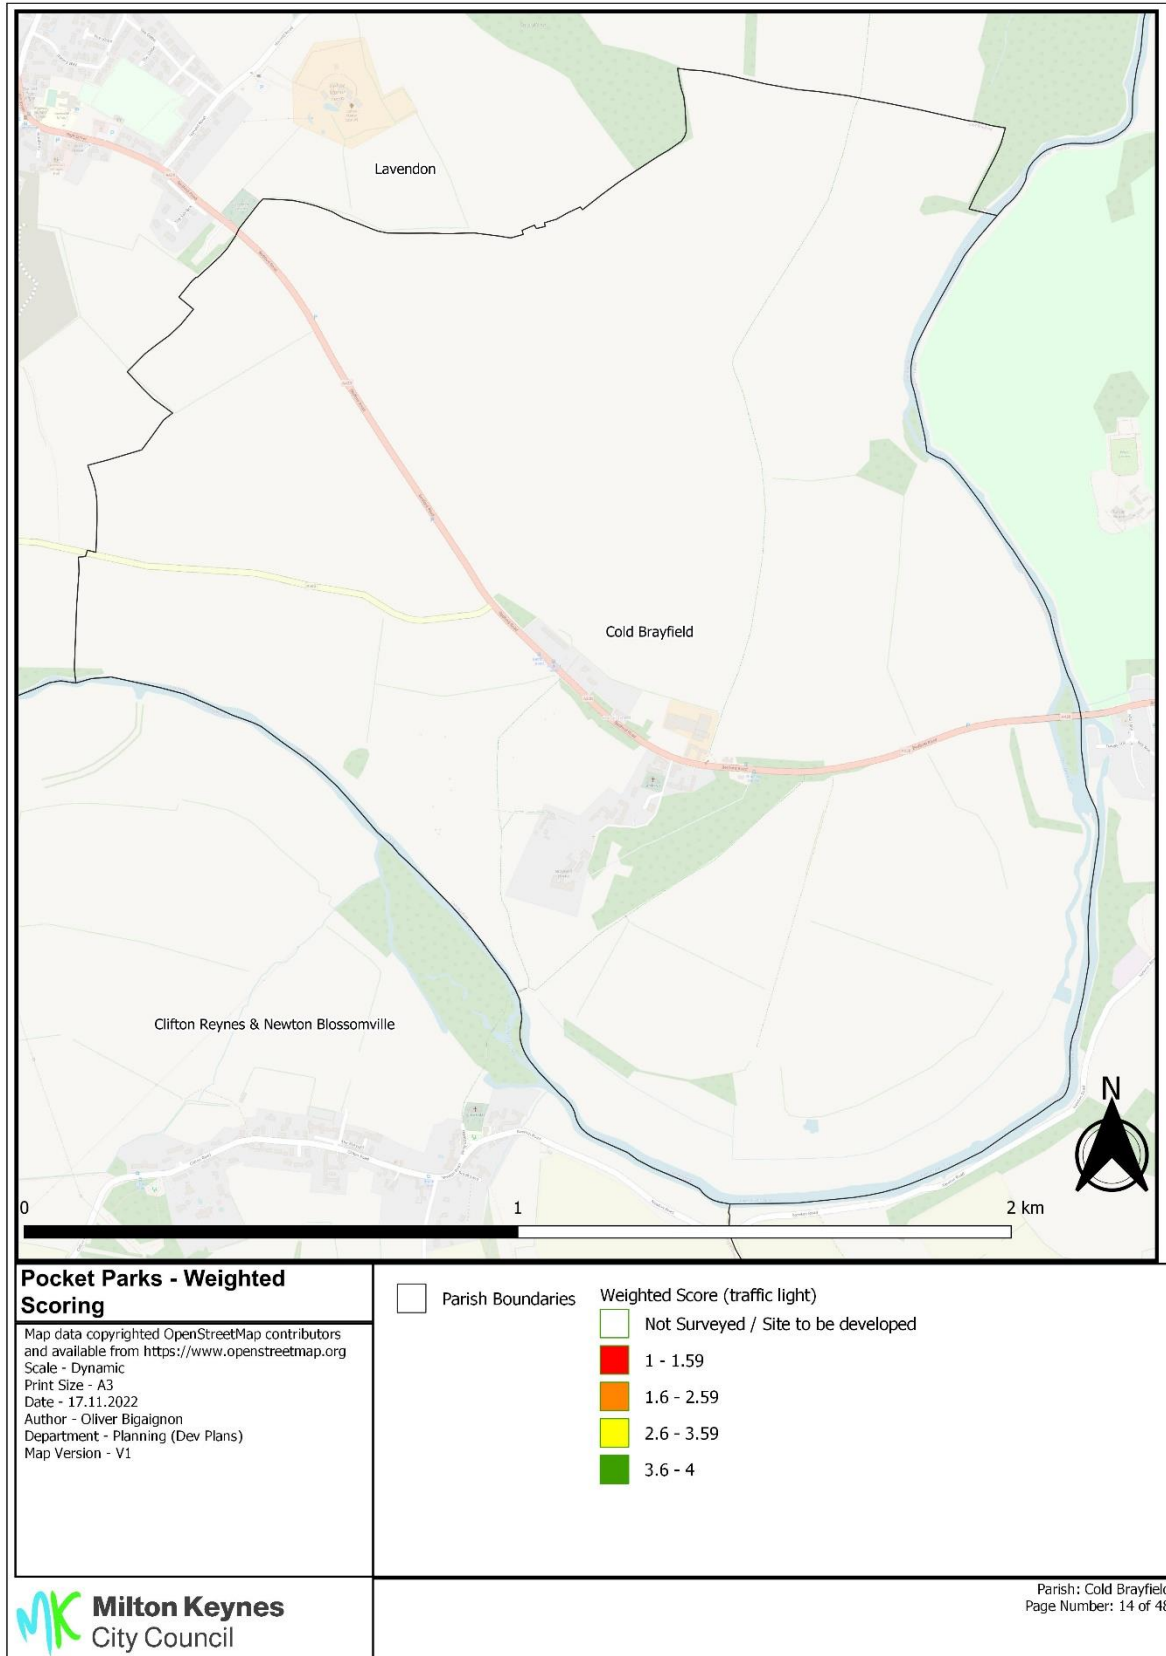 Lavendon
Cold Brayfield
Clifton Reynes & Newton Blossomville
N
0 1 2 km
Pocket Parks - Weighted
Scoring
Map data copyrighted OpenStreetMap contributors
and available from https://www.openstreetmap.org
Scale - Dynamic
Print Size - A3
Date - 17.11.2022
Author - Oliver Bigaignon
Department - Planning (Dev Plans)
Map Version - V1
Parish Boundaries
Weighted Score (traffic light)
Not Surveyed / Site to be developed
1 - 1.59
1.6 - 2.59
2.6 - 3.59
3.6 - 4
MK Milton Keynes
City Council
Parish: Cold Brayfield
Page Number: 14 of 48